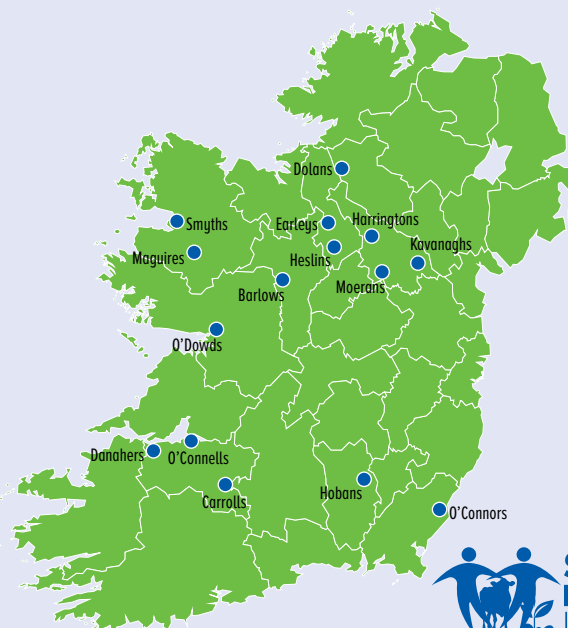 Dolans
Smyths
Earleys
Harringtons
Kavanaghs
Maguires
Heslins
Moerans
Barlows
O'Dowds
Danahers
O'Connells
Carrolls
Hobans
O'Connors